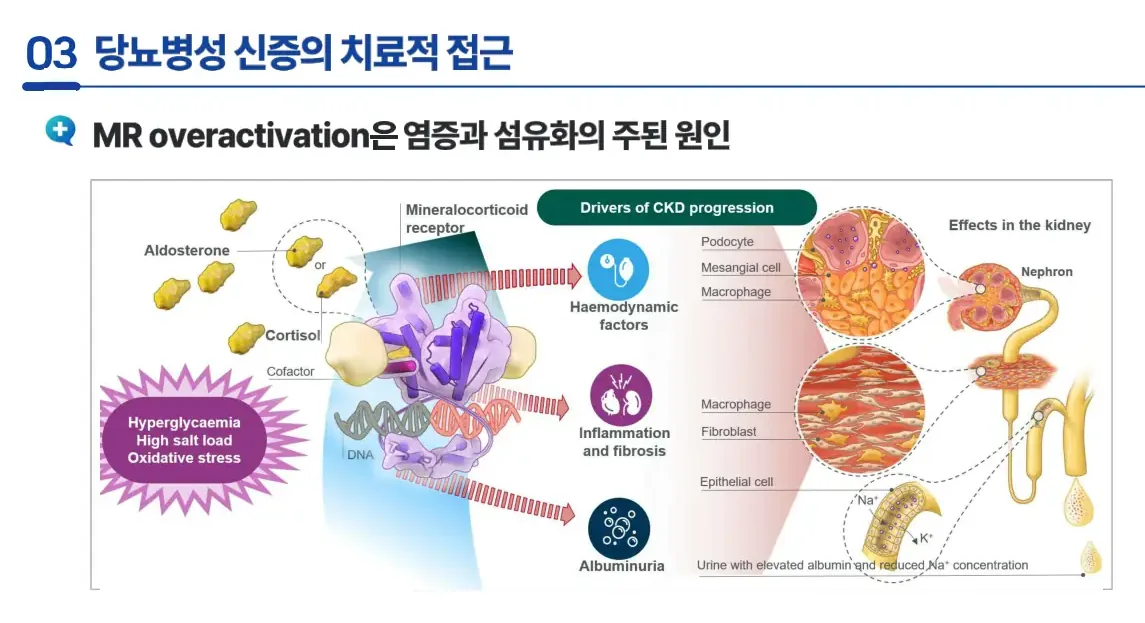 03 당뇨병성 신증의 치료적 접근
MR overactivation은 염증과 섬유화의 주된 원인
Aldosterone
or
Cortisol
Cofactor
Hyperglycaemia
High salt load
Oxidative stress
Mineralocorticoid
receptor
DNA
Drivers of CKD progression
Haemodynamic
factors
Inflammation
and fibrosis
Albuminuria
Podocyte
Mesangial cell
Macrophage
Macrophage
Fibroblast
Epithelial cell
Na⁺
K⁺
Effects in the kidney
Nephron
Urine with elevated albumin and reduced Na⁺ concentration